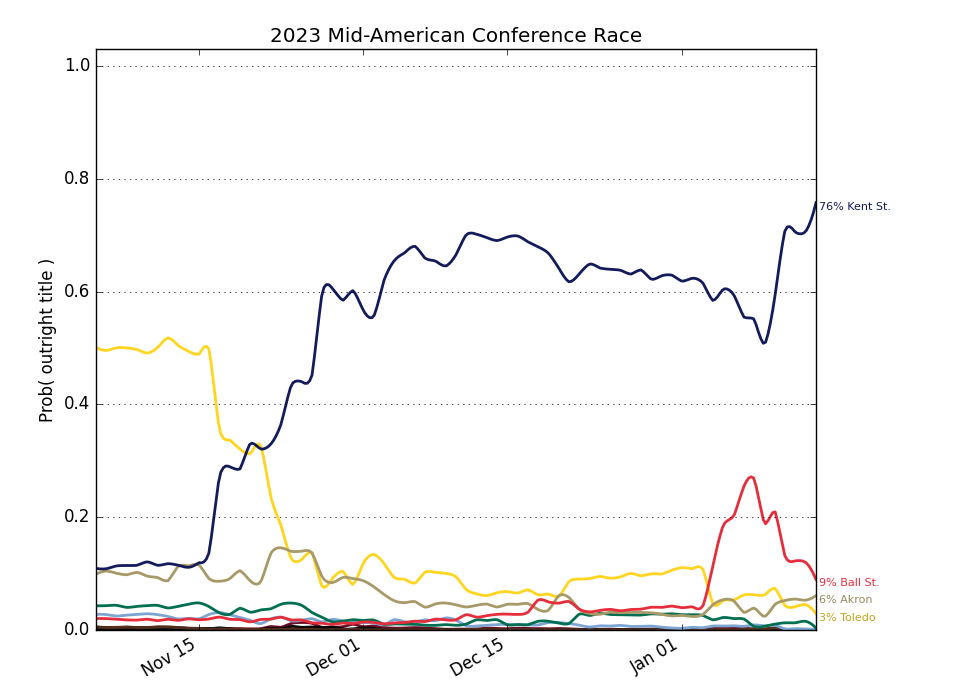 2023 Mid-American Conference Race
Prob( outright title )
1.0
0.8
0.6
0.4
0.2
0.0
76% Kent St.
9% Ball St.
6% Akron
3% Toledo
Nov 15
Dec 01
Dec 15
Jan 01